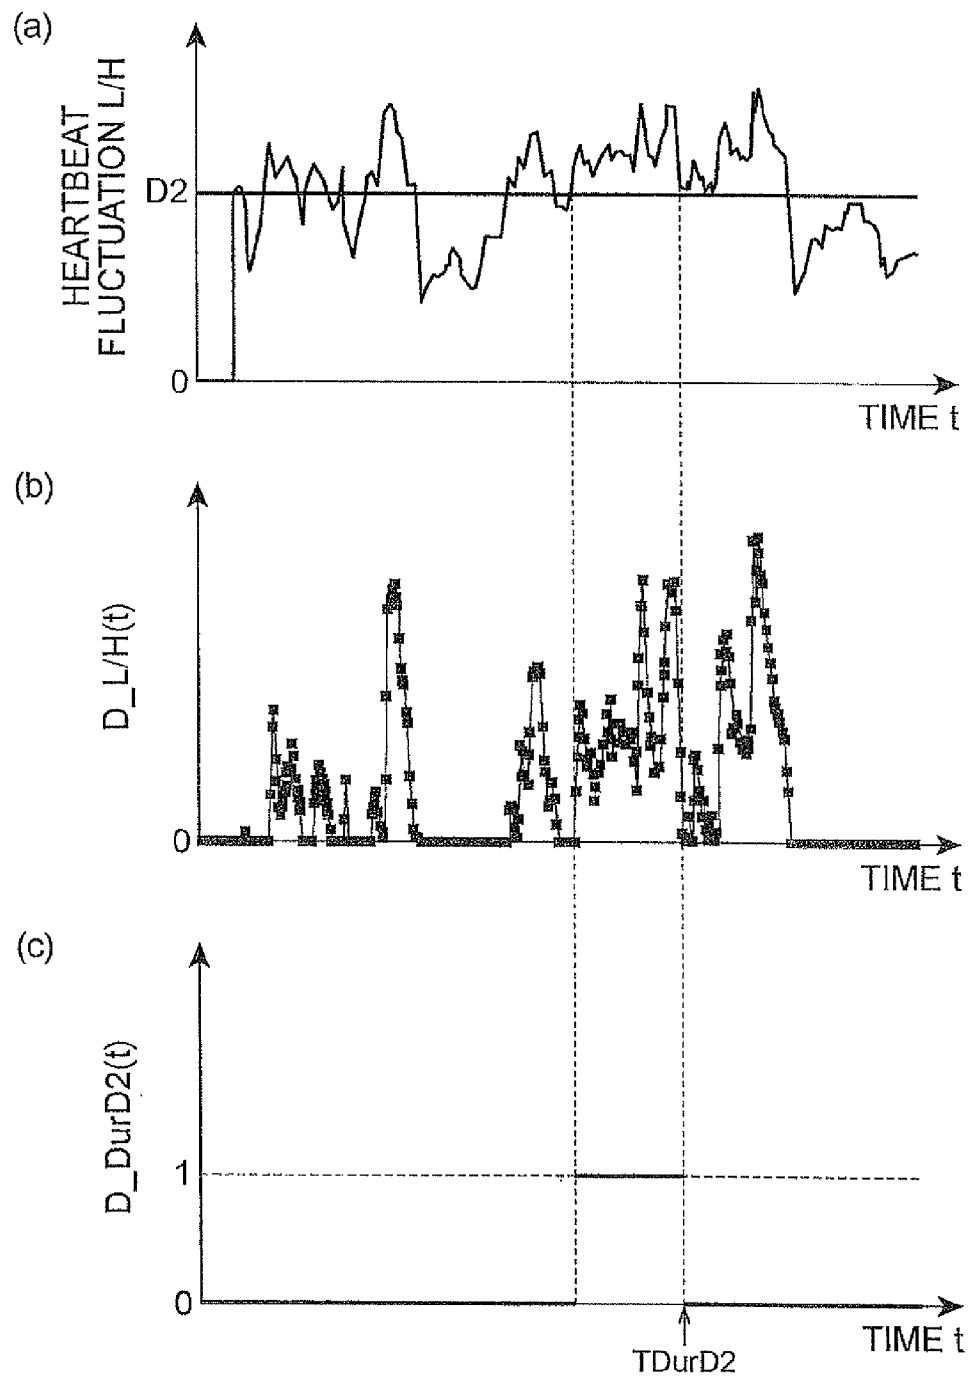 (a)
HEARTBEAT
FLUCTUATION L/H
D2
0
TIME t
(b)
D_L/H(t)
0
TIME t
(c)
D_DurD2(t)
1
0
TIME t
TDurD2